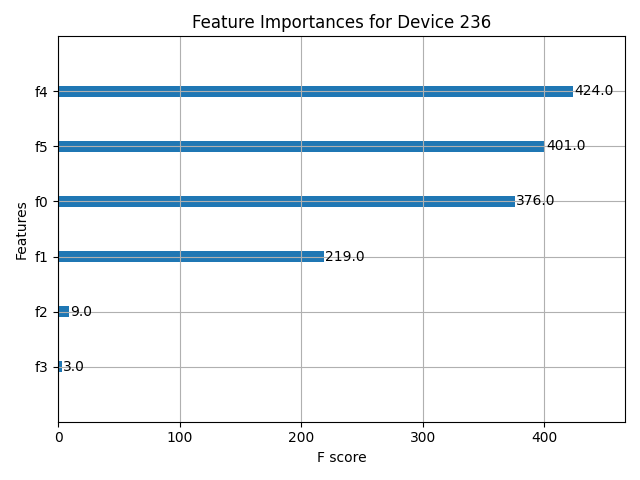 Feature Importances for Device 236
Features
f4 424.0
f5 401.0
f0 376.0
f1 219.0
f2 9.0
f3 3.0
0 100 200 300 400
F score